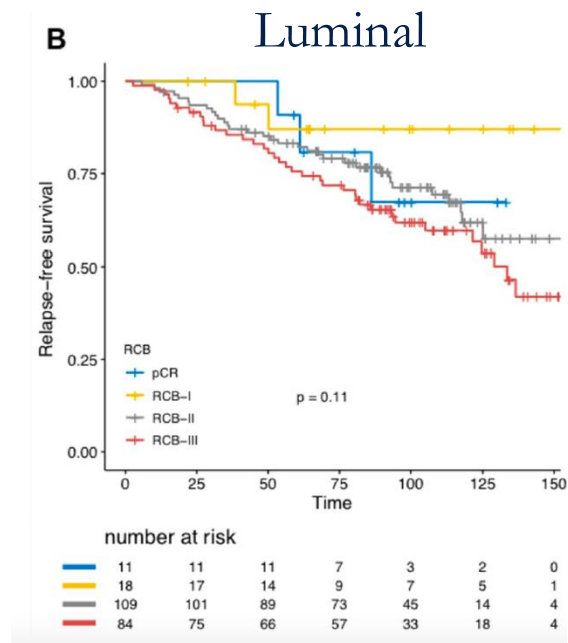 B
Luminal
1.00
0.75
0.50
0.25
0.00
Relapse-free survival
RCB
pCR
RCB-I
RCB-II
RCB-III
p = 0.11
0 25 50 75 100 125 150
Time
number at risk
11 11 11 7 3 2 0
18 17 14 9 7 5 1
109 101 89 73 45 14 4
84 75 66 57 33 18 4